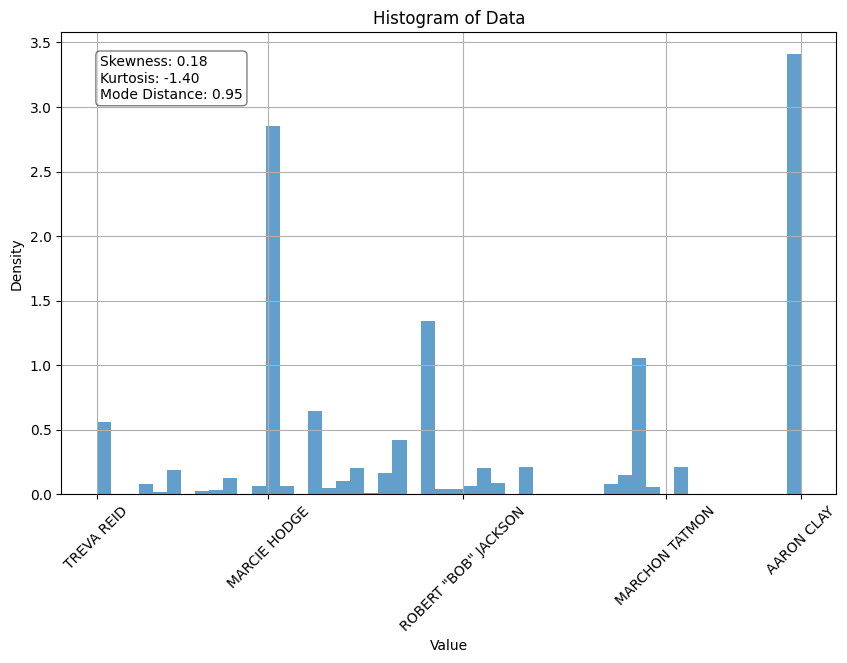 Histogram of Data
Skewness: 0.18
Kurtosis: -1.40
Mode Distance: 0.95
3.5
3.0
2.5
2.0
1.5
1.0
0.5
0.0
Density
TREVA REID
MARCIE HODGE
ROBERT "BOB" JACKSON
MARCHON TATMON
AARON CLAY
Value